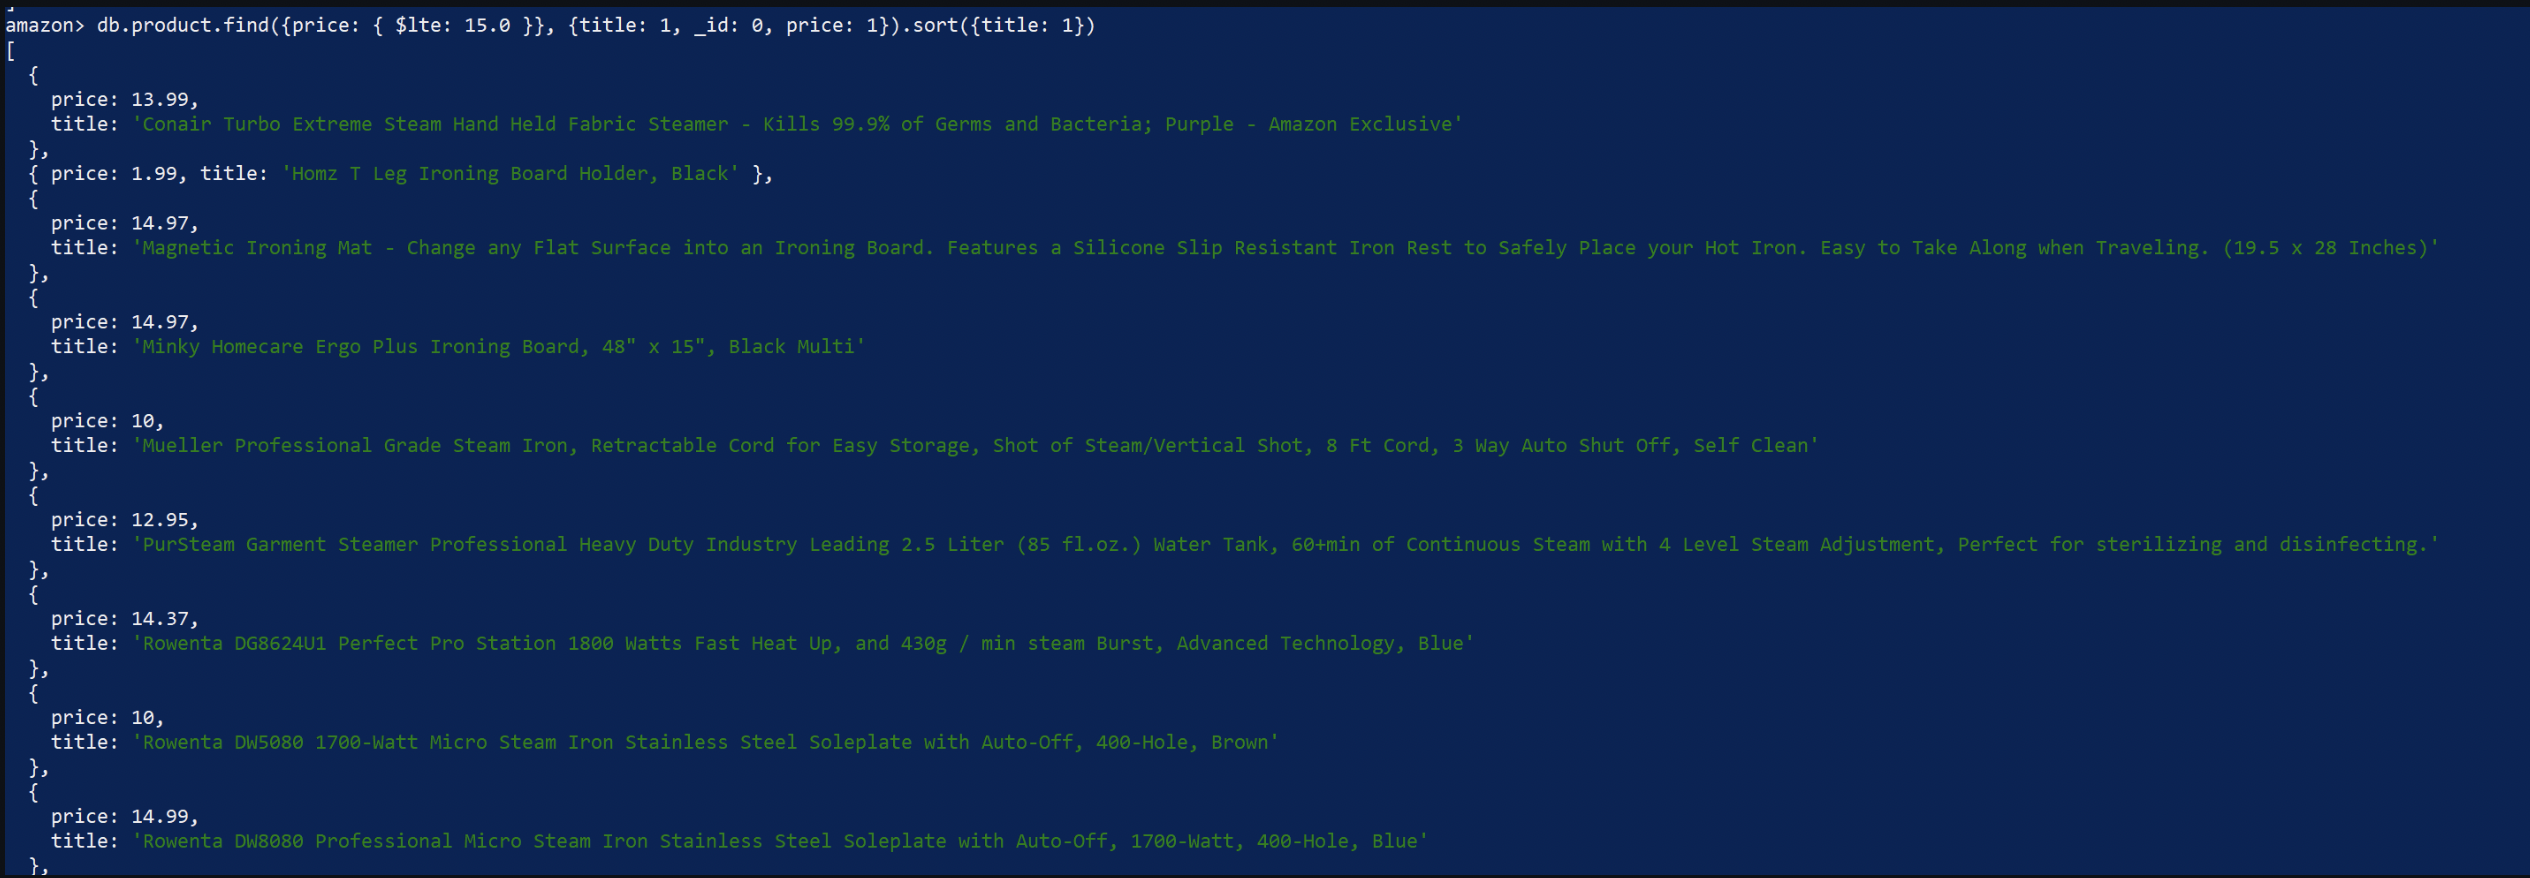 amazon> db.product.find({price: { $lte: 15.0 }}, {title: 1, _id: 0, price: 1}).sort({title: 1})
[
  {
    price: 13.99,
    title: 'Conair Turbo Extreme Steam Hand Held Fabric Steamer - Kills 99.9% of Germs and Bacteria; Purple - Amazon Exclusive'
  },
  { price: 1.99, title: 'Homz T Leg Ironing Board Holder, Black' },
  {
    price: 14.97,
    title: 'Magnetic Ironing Mat - Change any Flat Surface into an Ironing Board. Features a Silicone Slip Resistant Iron Rest to Safely Place your Hot Iron. Easy to Take Along when Traveling. (19.5 x 28 Inches)'
  },
  {
    price: 14.97,
    title: 'Minky Homecare Ergo Plus Ironing Board, 48" x 15", Black Multi'
  },
  {
    price: 10,
    title: 'Mueller Professional Grade Steam Iron, Retractable Cord for Easy Storage, Shot of Steam/Vertical Shot, 8 Ft Cord, 3 Way Auto Shut Off, Self Clean'
  },
  {
    price: 12.95,
    title: 'PurSteam Garment Steamer Professional Heavy Duty Industry Leading 2.5 Liter (85 fl.oz.) Water Tank, 60+min of Continuous Steam with 4 Level Steam Adjustment, Perfect for sterilizing and disinfecting.'
  },
  {
    price: 14.37,
    title: 'Rowenta DG8624U1 Perfect Pro Station 1800 Watts Fast Heat Up, and 430g / min steam Burst, Advanced Technology, Blue'
  },
  {
    price: 10,
    title: 'Rowenta DW5080 1700-Watt Micro Steam Iron Stainless Steel Soleplate with Auto-Off, 400-Hole, Brown'
  },
  {
    price: 14.99,
    title: 'Rowenta DW8080 Professional Micro Steam Iron Stainless Steel Soleplate with Auto-Off, 1700-Watt, 400-Hole, Blue'
  },